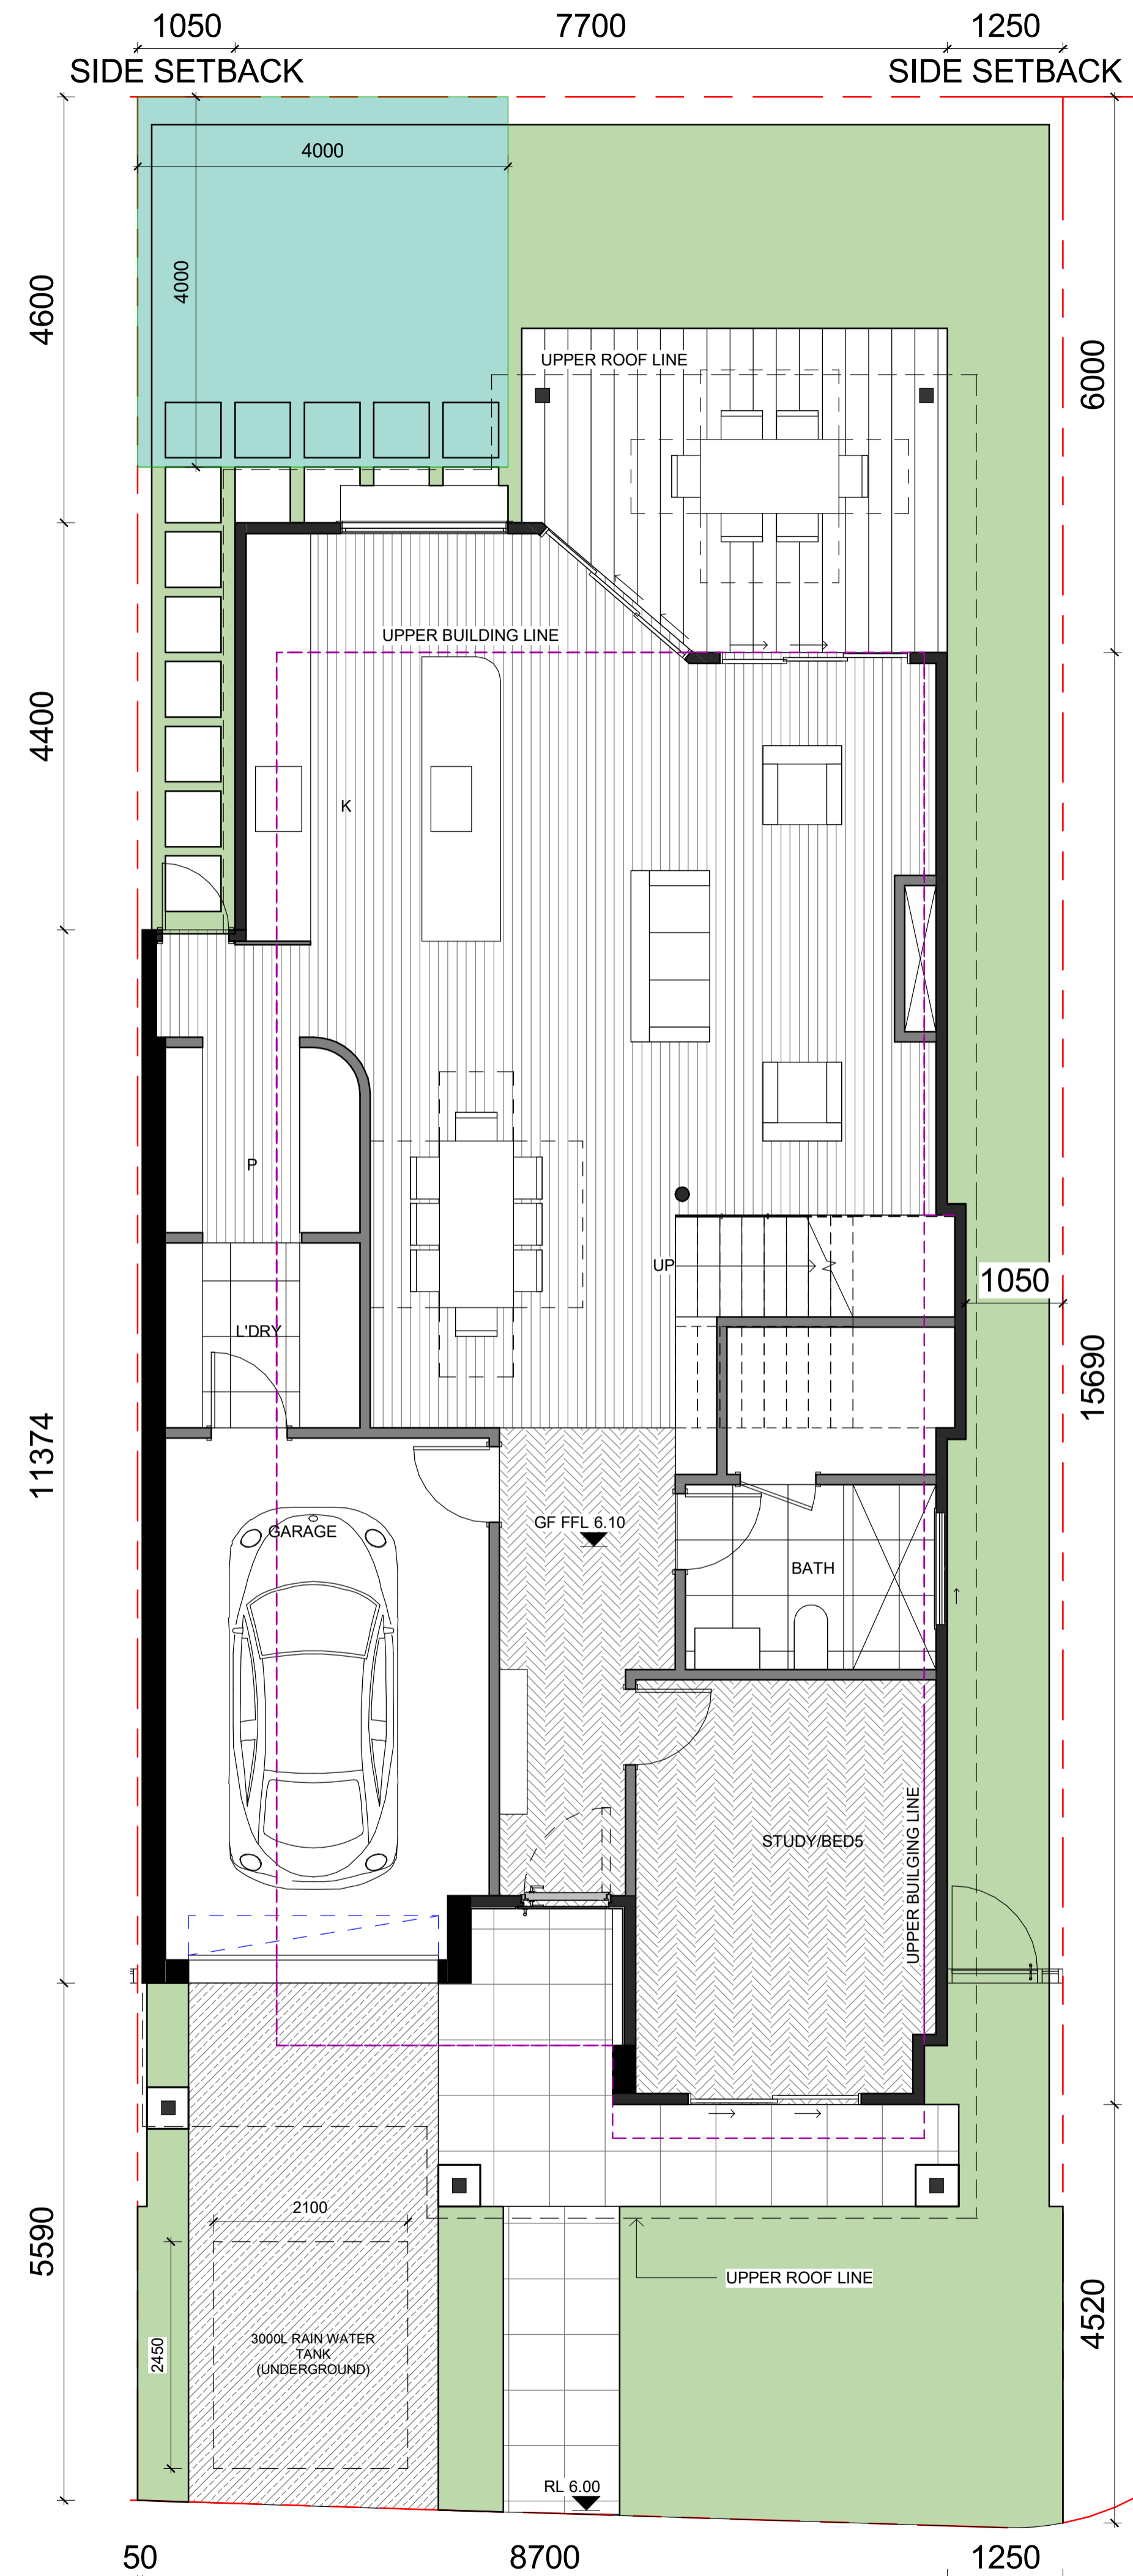 1050
7700
1250
SIDE SETBACK
SIDE SETBACK
4000
4000
4600
6000
UPPER ROOF LINE
UPPER BUILDING LINE
4400
K
P
UP
1050
L'DRY
15690
11374
GF FFL 6.10
GARAGE
BATH
STUDY/BED5
UPPER BUILGING LINE
2100
5590
UPPER ROOF LINE
4520
2450
3000L RAIN WATER
TANK
(UNDERGROUND)
RL 6.00
50
8700
1250